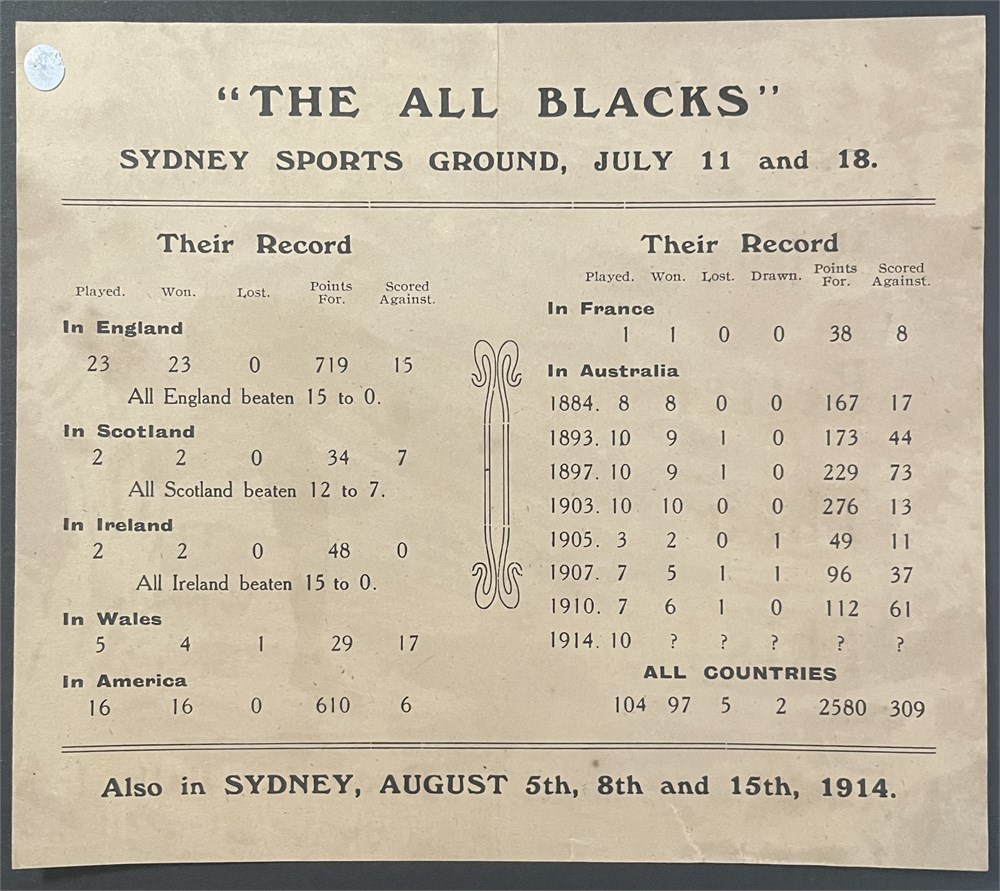 “THE ALL BLACKS”
SYDNEY SPORTS GROUND, JULY 11 and 18.
Their Record
Played. Won. Lost. Points For. Scored Against.
In England
23 23 0 719 15
All England beaten 15 to 0.
In Scotland
2 2 0 34 7
All Scotland beaten 12 to 7.
In Ireland
2 2 0 48 0
All Ireland beaten 15 to 0.
In Wales
5 4 1 29 17
In America
16 16 0 610 6
Their Record
Played. Won. Lost. Drawn. Points For. Scored Against.
In France
1 1 0 0 38 8
In Australia
1884. 8 8 0 0 167 17
1893. 10 9 1 0 173 44
1897. 10 9 1 0 229 73
1903. 10 10 0 0 276 13
1905. 3 2 0 1 49 11
1907. 7 5 1 1 96 37
1910. 7 6 1 0 112 61
1914. 10 ? ? ? ? ?
ALL COUNTRIES
104 97 5 2 2580 309
Also in SYDNEY, AUGUST 5th, 8th and 15th, 1914.